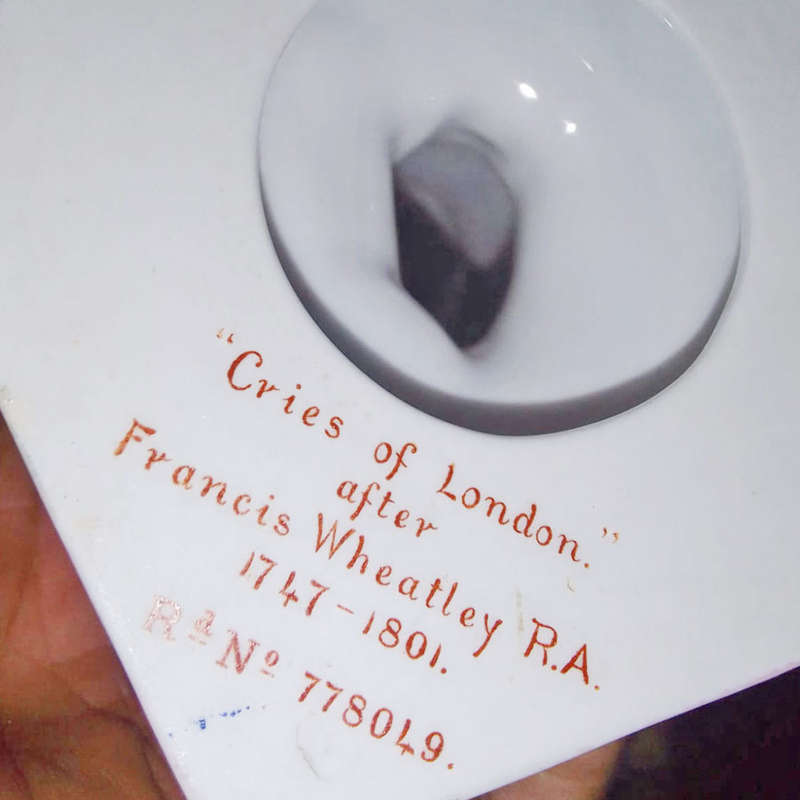 "Cries of London."
after
Francis Wheatley R.A.
1747-1801.
Rd No 778049.